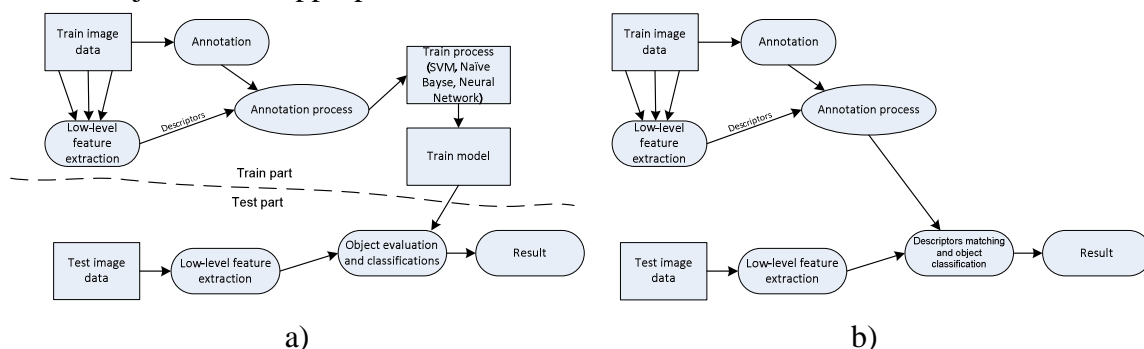 Train image
data
Annotation
Train process
(SVM, Naïve
Bayse, Neural
Network)
Annotation process
Descriptors
Low-level
feature
extraction
Train model
Train part
Test part
Test image
data
Low-level feature
extraction
Object evaluation
and classifications
Result
a)
Train image
data
Annotation
Annotation process
Descriptors
Low-level
feature
extraction
Test image
data
Low-level feature
extraction
Descriptors matching
and object
classification
Result
b)